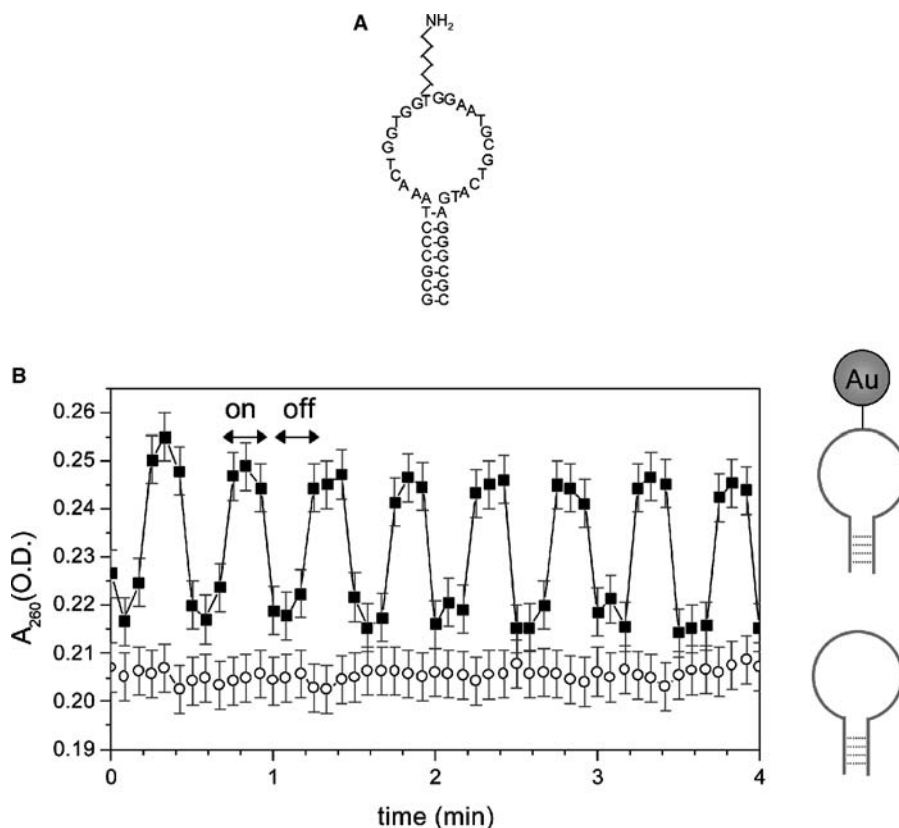 A
NH2
AAACTGGTGGTGGAATGCGTCATG
T-A
C-G
C-G
C-G
G-C
C-G
G-C
B
on off
Au
0.26
0.25
0.24
0.23
0.22
0.21
0.20
0.19
A260(O.D.)
0 1 2 3 4
time (min)